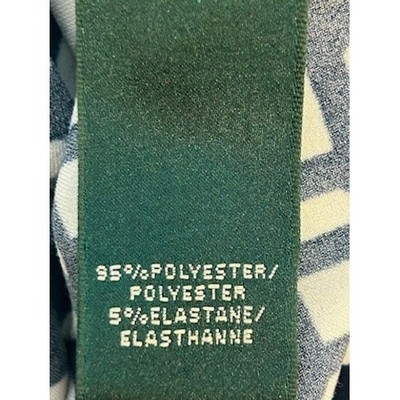 95%POLYESTER/
POLYESTER
5%ELASTANE/
ELASTHANNE